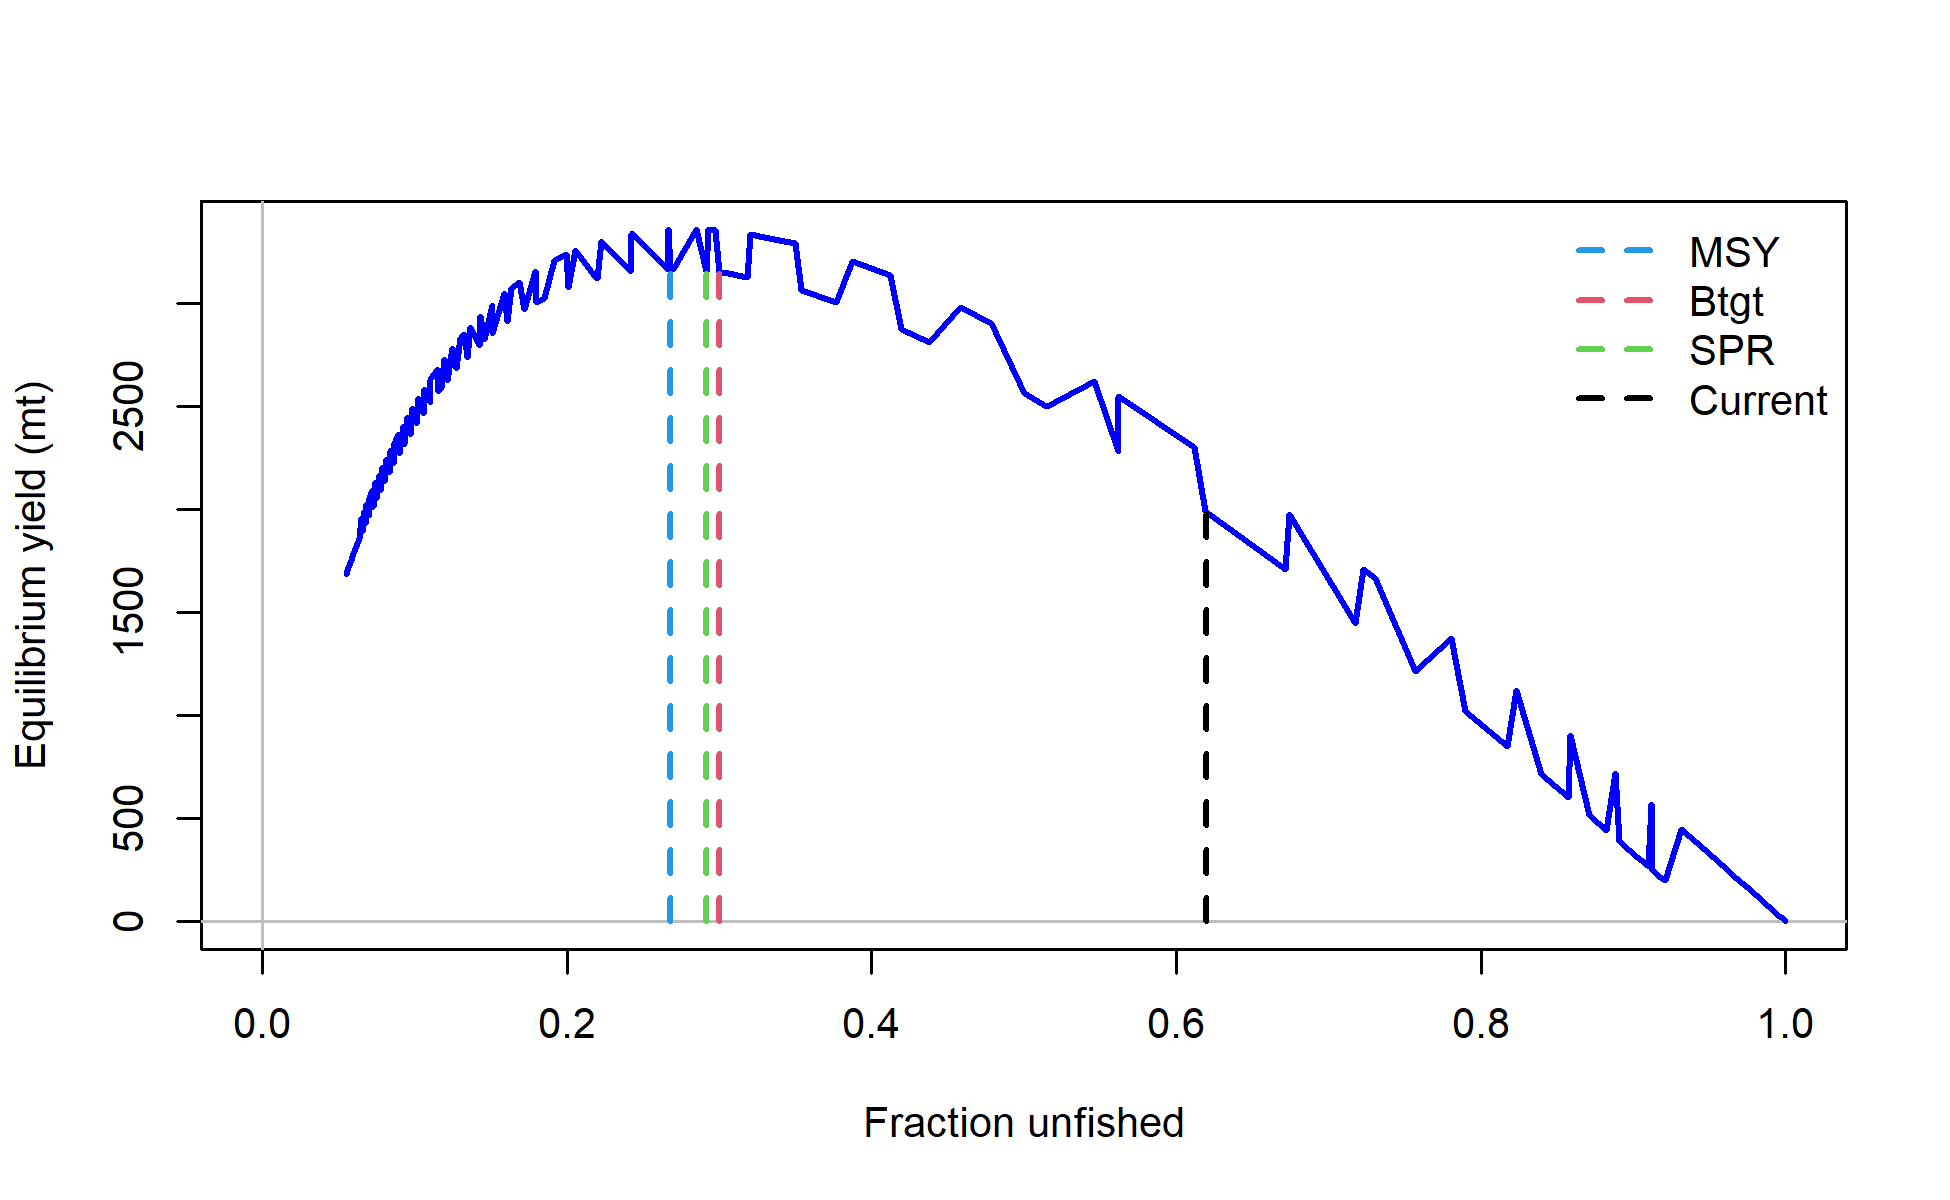 MSY
Btgt
SPR
Current
Equilibrium yield (mt)
2500
1500
500
0
0.0 0.2 0.4 0.6 0.8 1.0
Fraction unfished